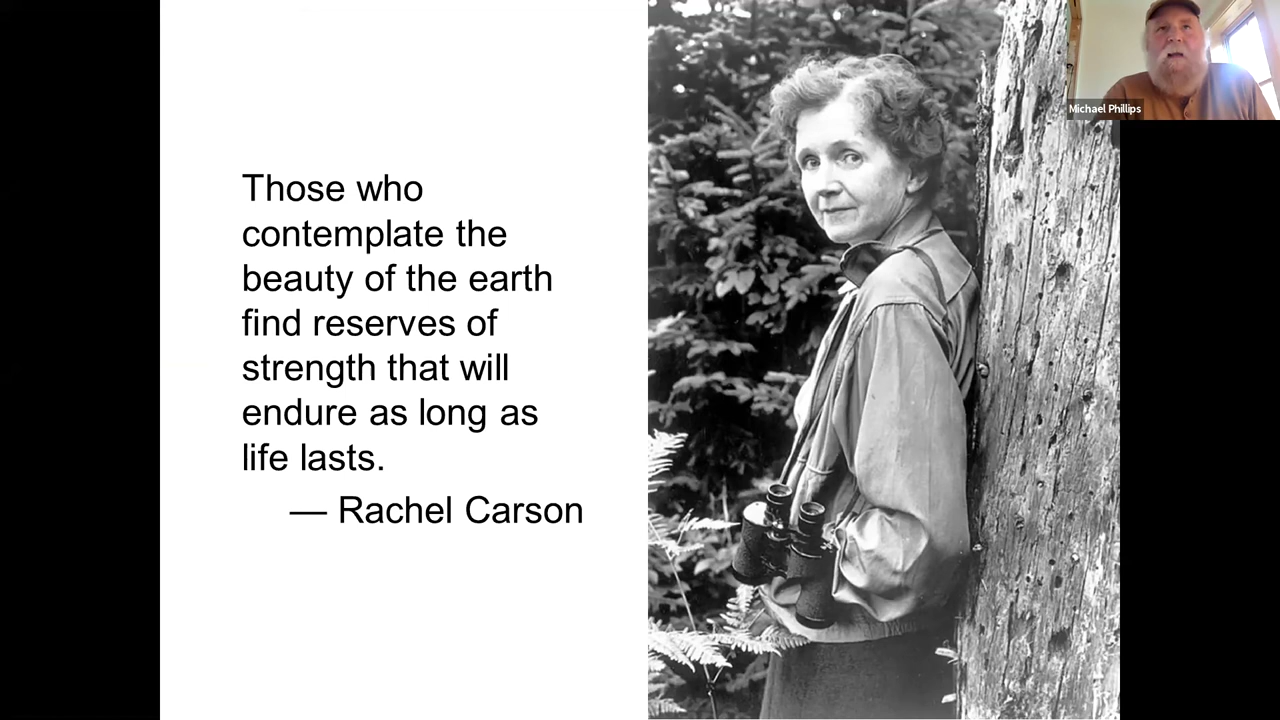 Those who
contemplate the
beauty of the earth
find reserves of
strength that will
endure as long as
life lasts.
— Rachel Carson
Michael Phillips